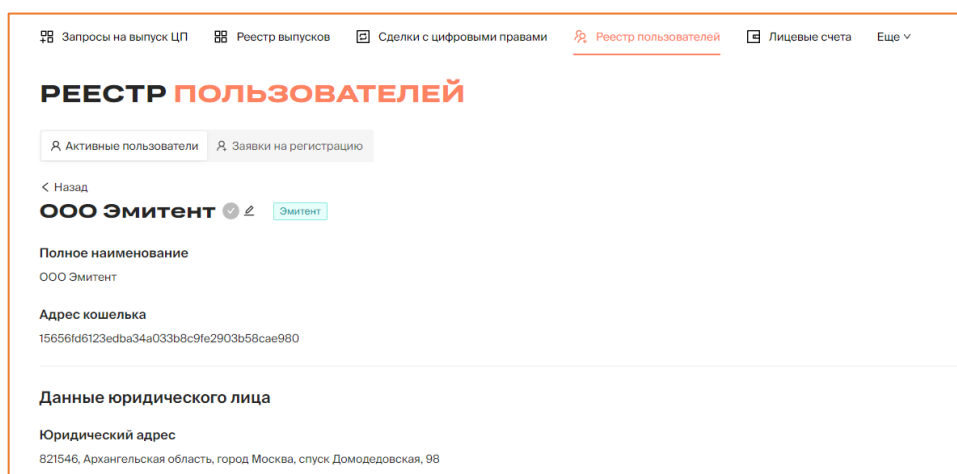 Запросы на выпуск ЦП Реестр выпусков Сделки с цифровыми правами Реестр пользователей Лицевые счета Еще
РЕЕСТР ПОЛЬЗОВАТЕЛЕЙ
Активные пользователи Заявки на регистрацию
Назад
ООО Эмитент Эмитент
Полное наименование
ООО Эмитент
Адрес кошелька
15656fd6123edba34a033b8c9fe2903b58cae980
Данные юридического лица
Юридический адрес
821546, Архангельская область, город Москва, спуск Домодедовская, 98